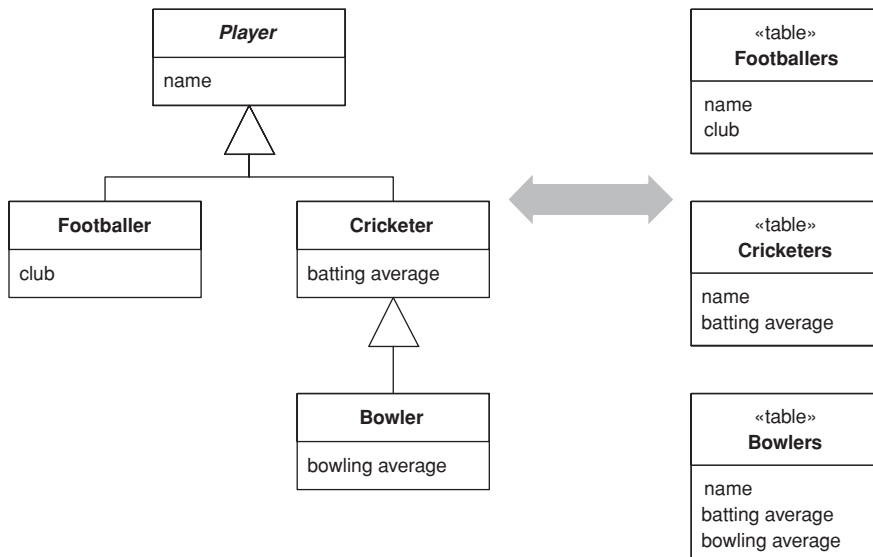 Player
name
Footballer
club
Cricketer
batting average
Bowler
bowling average
«table»
Footballers
name
club
«table»
Cricketers
name
batting average
«table»
Bowlers
name
batting average
bowling average